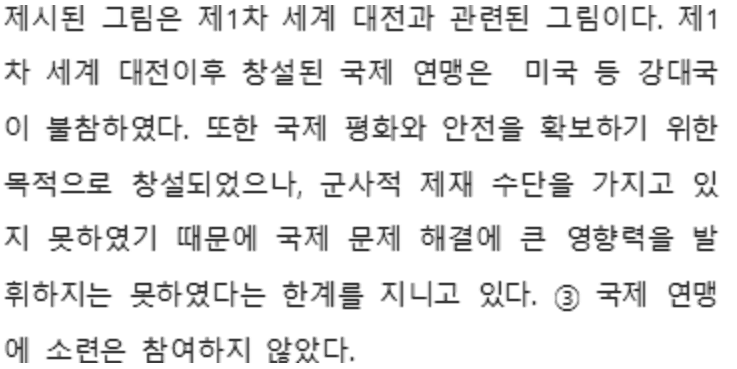 제시된 그림은 제1차 세계 대전과 관련된 그림이다. 제1
차 세계 대전이후 창설된 국제 연맹은 미국 등 강대국
이 불참하였다. 또한 국제 평화와 안전을 확보하기 위한
목적으로 창설되었으나, 군사적 제재 수단을 가지고 있
지 못하였기 때문에 국제 문제 해결에 큰 영향력을 발
휘하지는 못하였다는 한계를 지니고 있다. ③ 국제 연맹
에 소련은 참여하지 않았다.